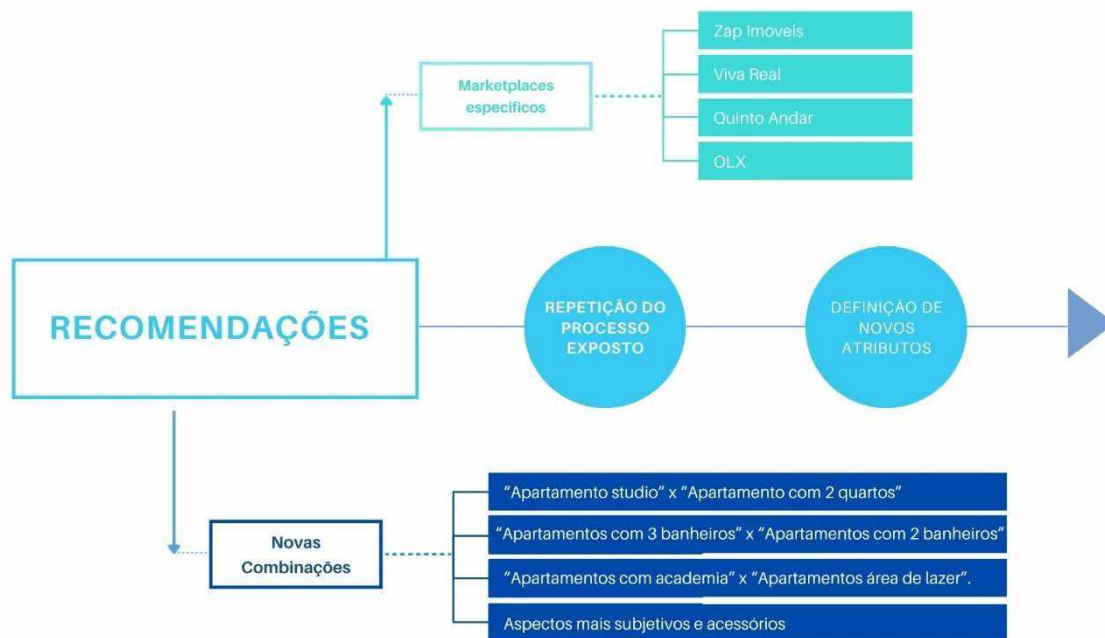 Zap Imoveis
Viva Real
Quinto Andar
OLX
Marketplaces
especificos
RECOMENDAÇÕES
REPETIÇÃO DO
PROCESSO
EXPOSTO
DEFINIÇÃO DE
NOVOS
ATRIBUTOS
Novas
Combinações
“Apartamento studio” x “Apartamento com 2 quartos”
“Apartamentos com 3 banheiros” x “Apartamentos com 2 banheiros”
“Apartamentos com academia” x “Apartamentos área de lazer”.
Aspectos mais subjetivos e acessórios